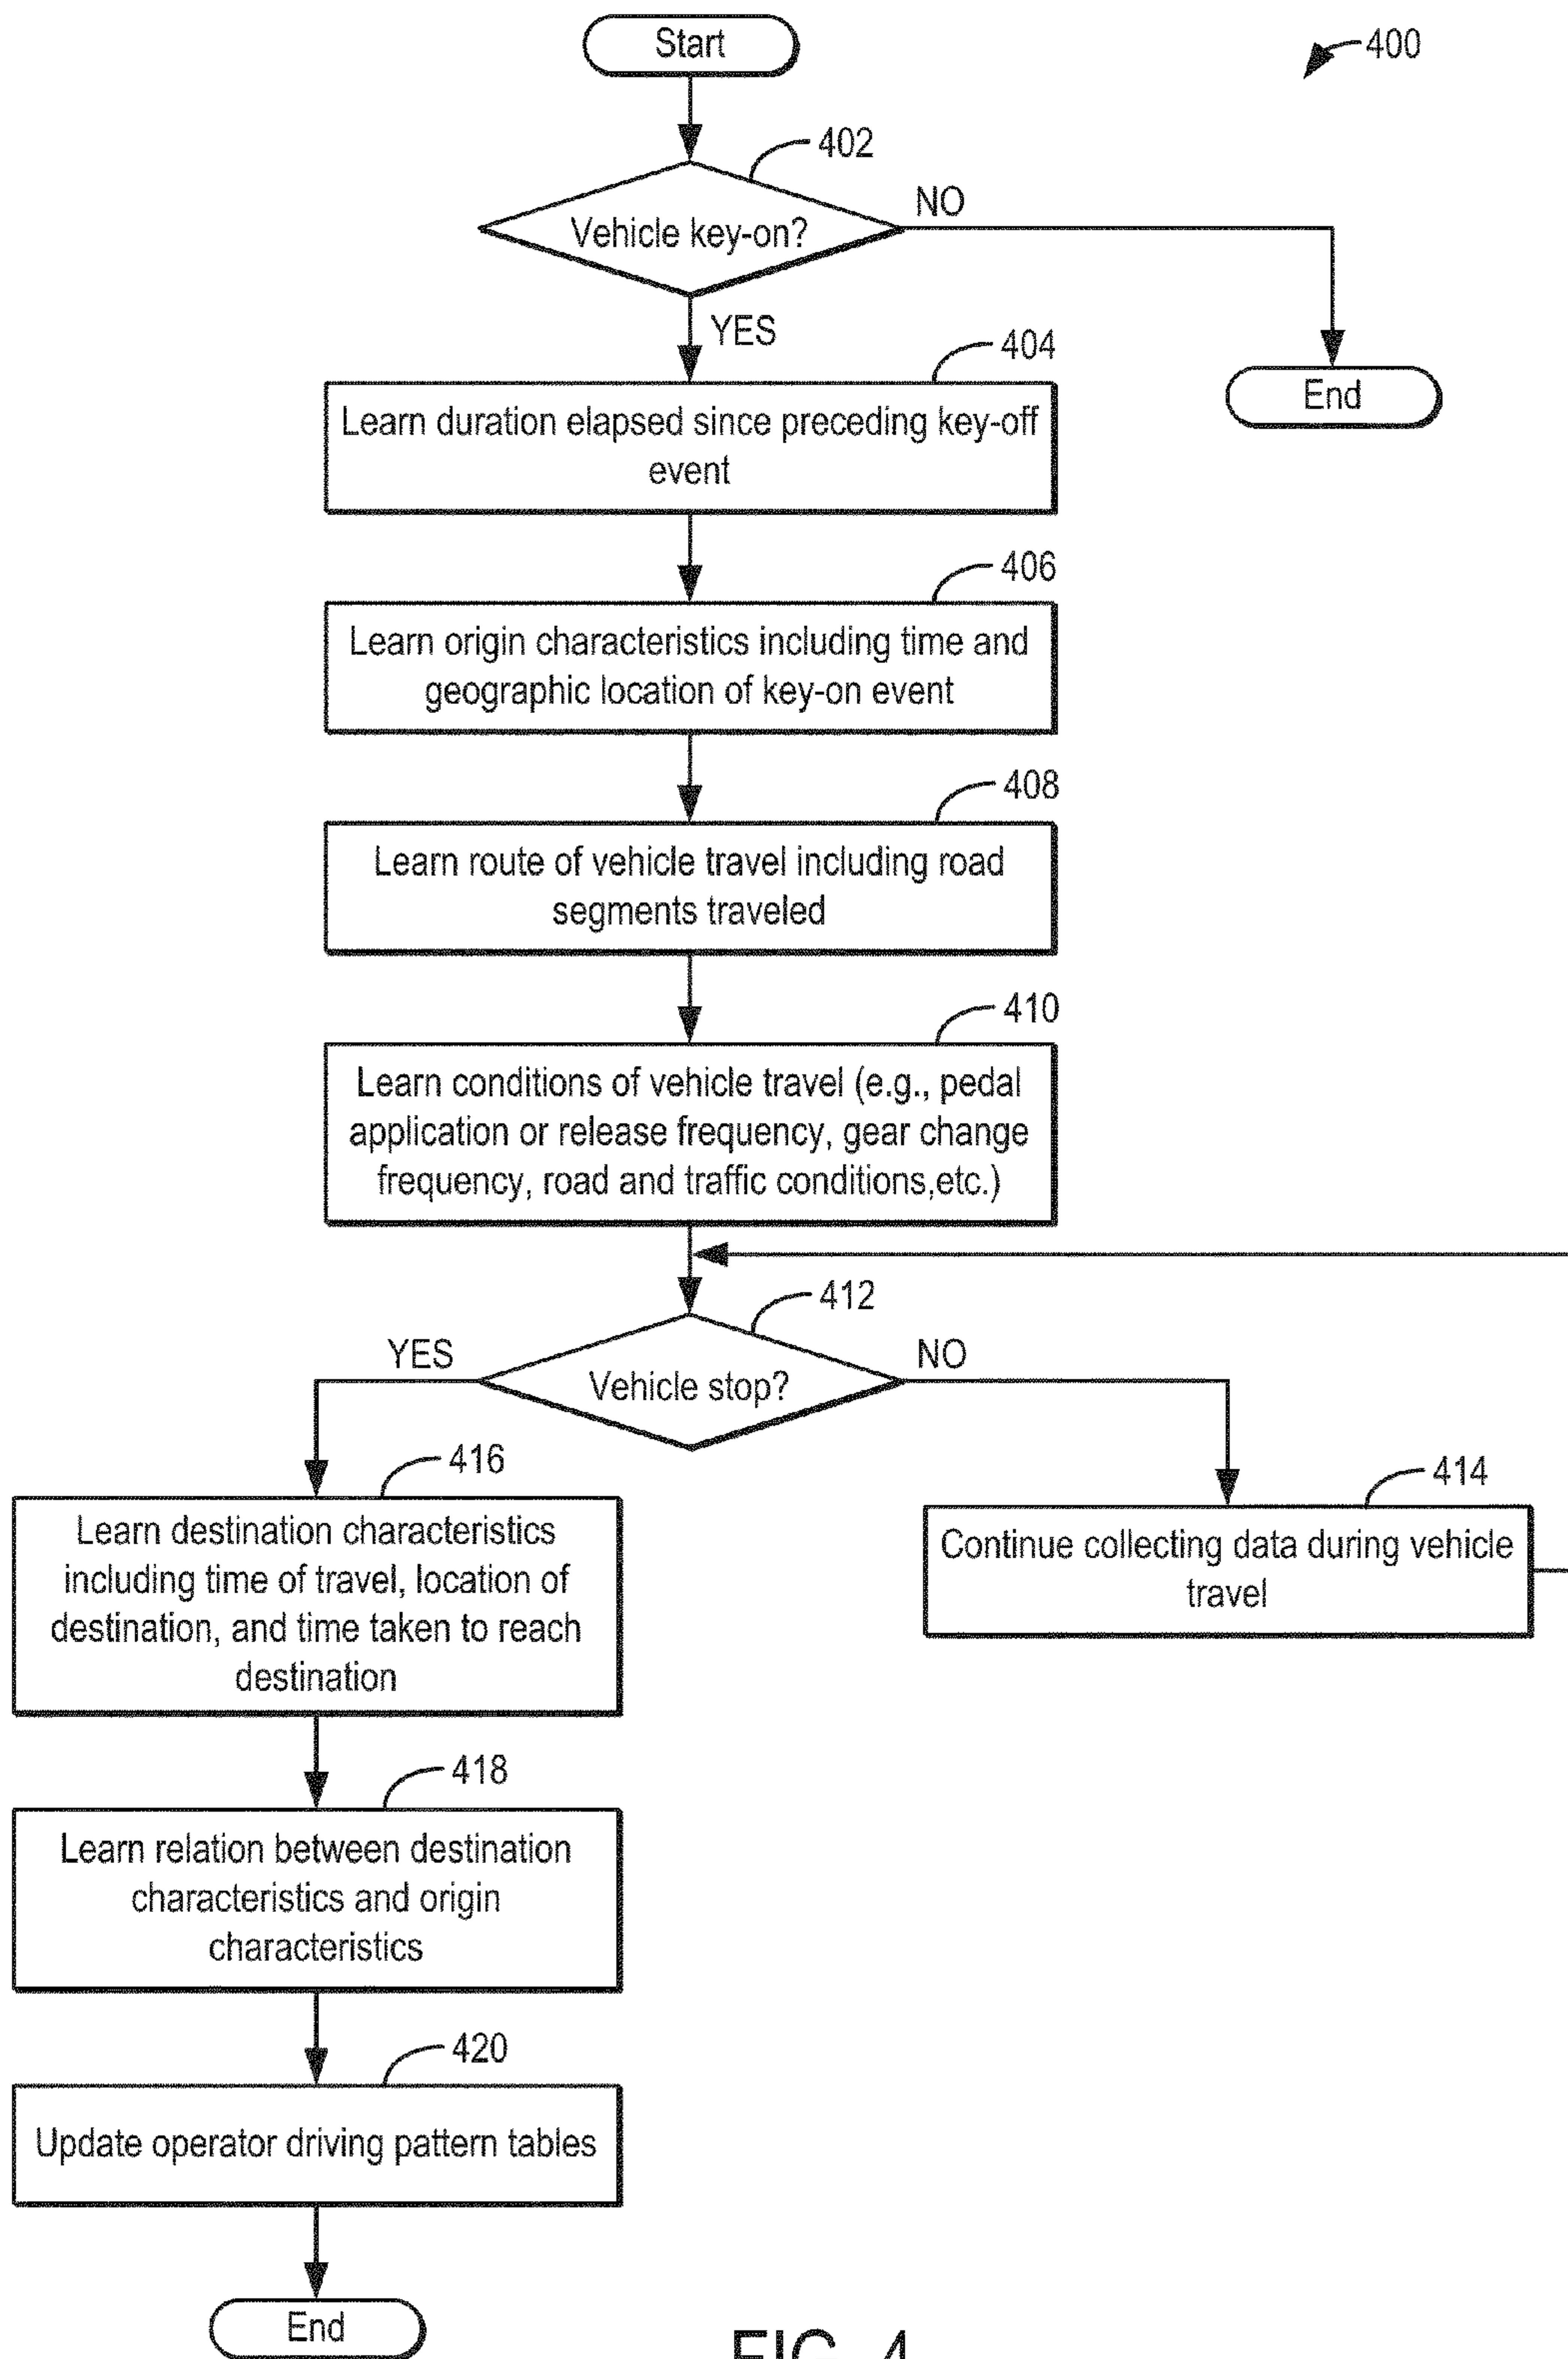 Start
400
402
Vehicle key-on?
NO
YES
404
Learn duration elapsed since preceding key-off
event
End
406
Learn origin characteristics including time and
geographic location of key-on event
408
Learn route of vehicle travel including road
segments traveled
410
Learn conditions of vehicle travel (e.g., pedal
application or release frequency, gear change
frequency, road and traffic conditions,etc.)
412
YES
Vehicle stop?
NO
416
Learn destination characteristics
including time of travel, location of
destination, and time taken to reach
destination
414
Continue collecting data during vehicle
travel
418
Learn relation between destination
characteristics and origin
characteristics
420
Update operator driving pattern tables
End
FIG. 4